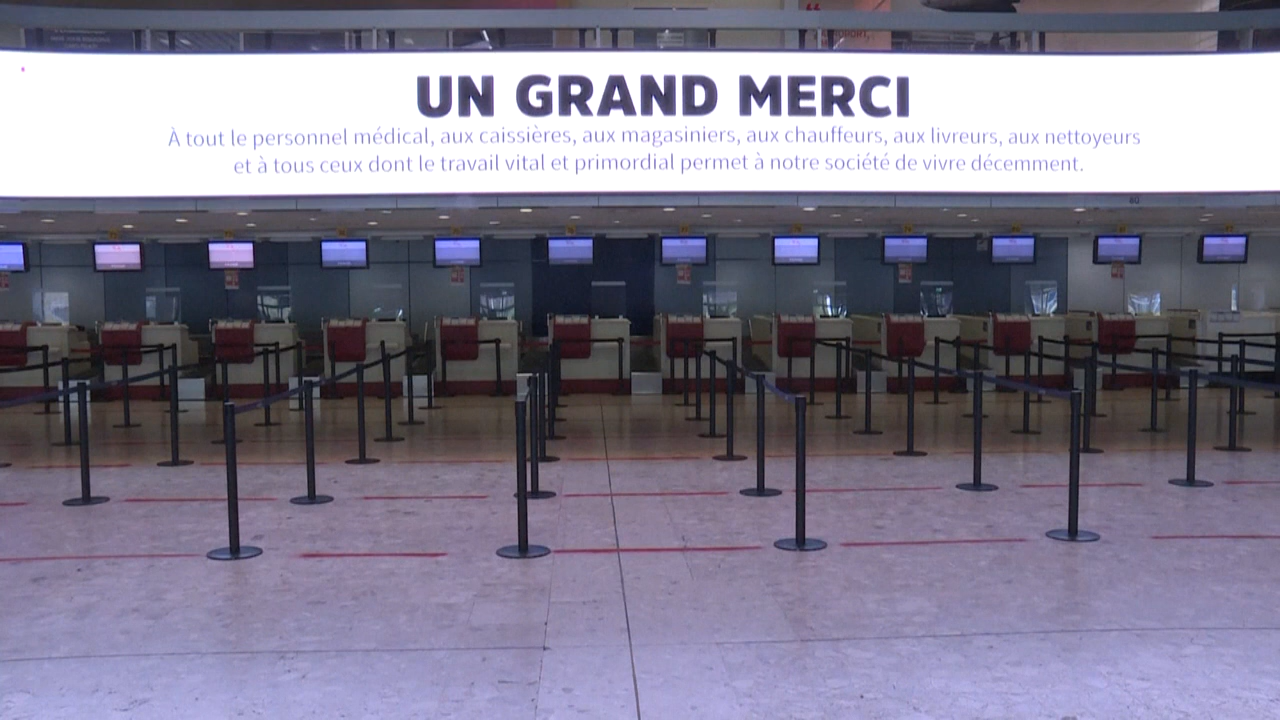 UN GRAND MERCI
À tout le personnel médical, aux caissières, aux magasiniers, aux chauffeurs, aux livreurs, aux nettoyeurs
et à tous ceux dont le travail vital et primordial permet à notre société de vivre décemment.